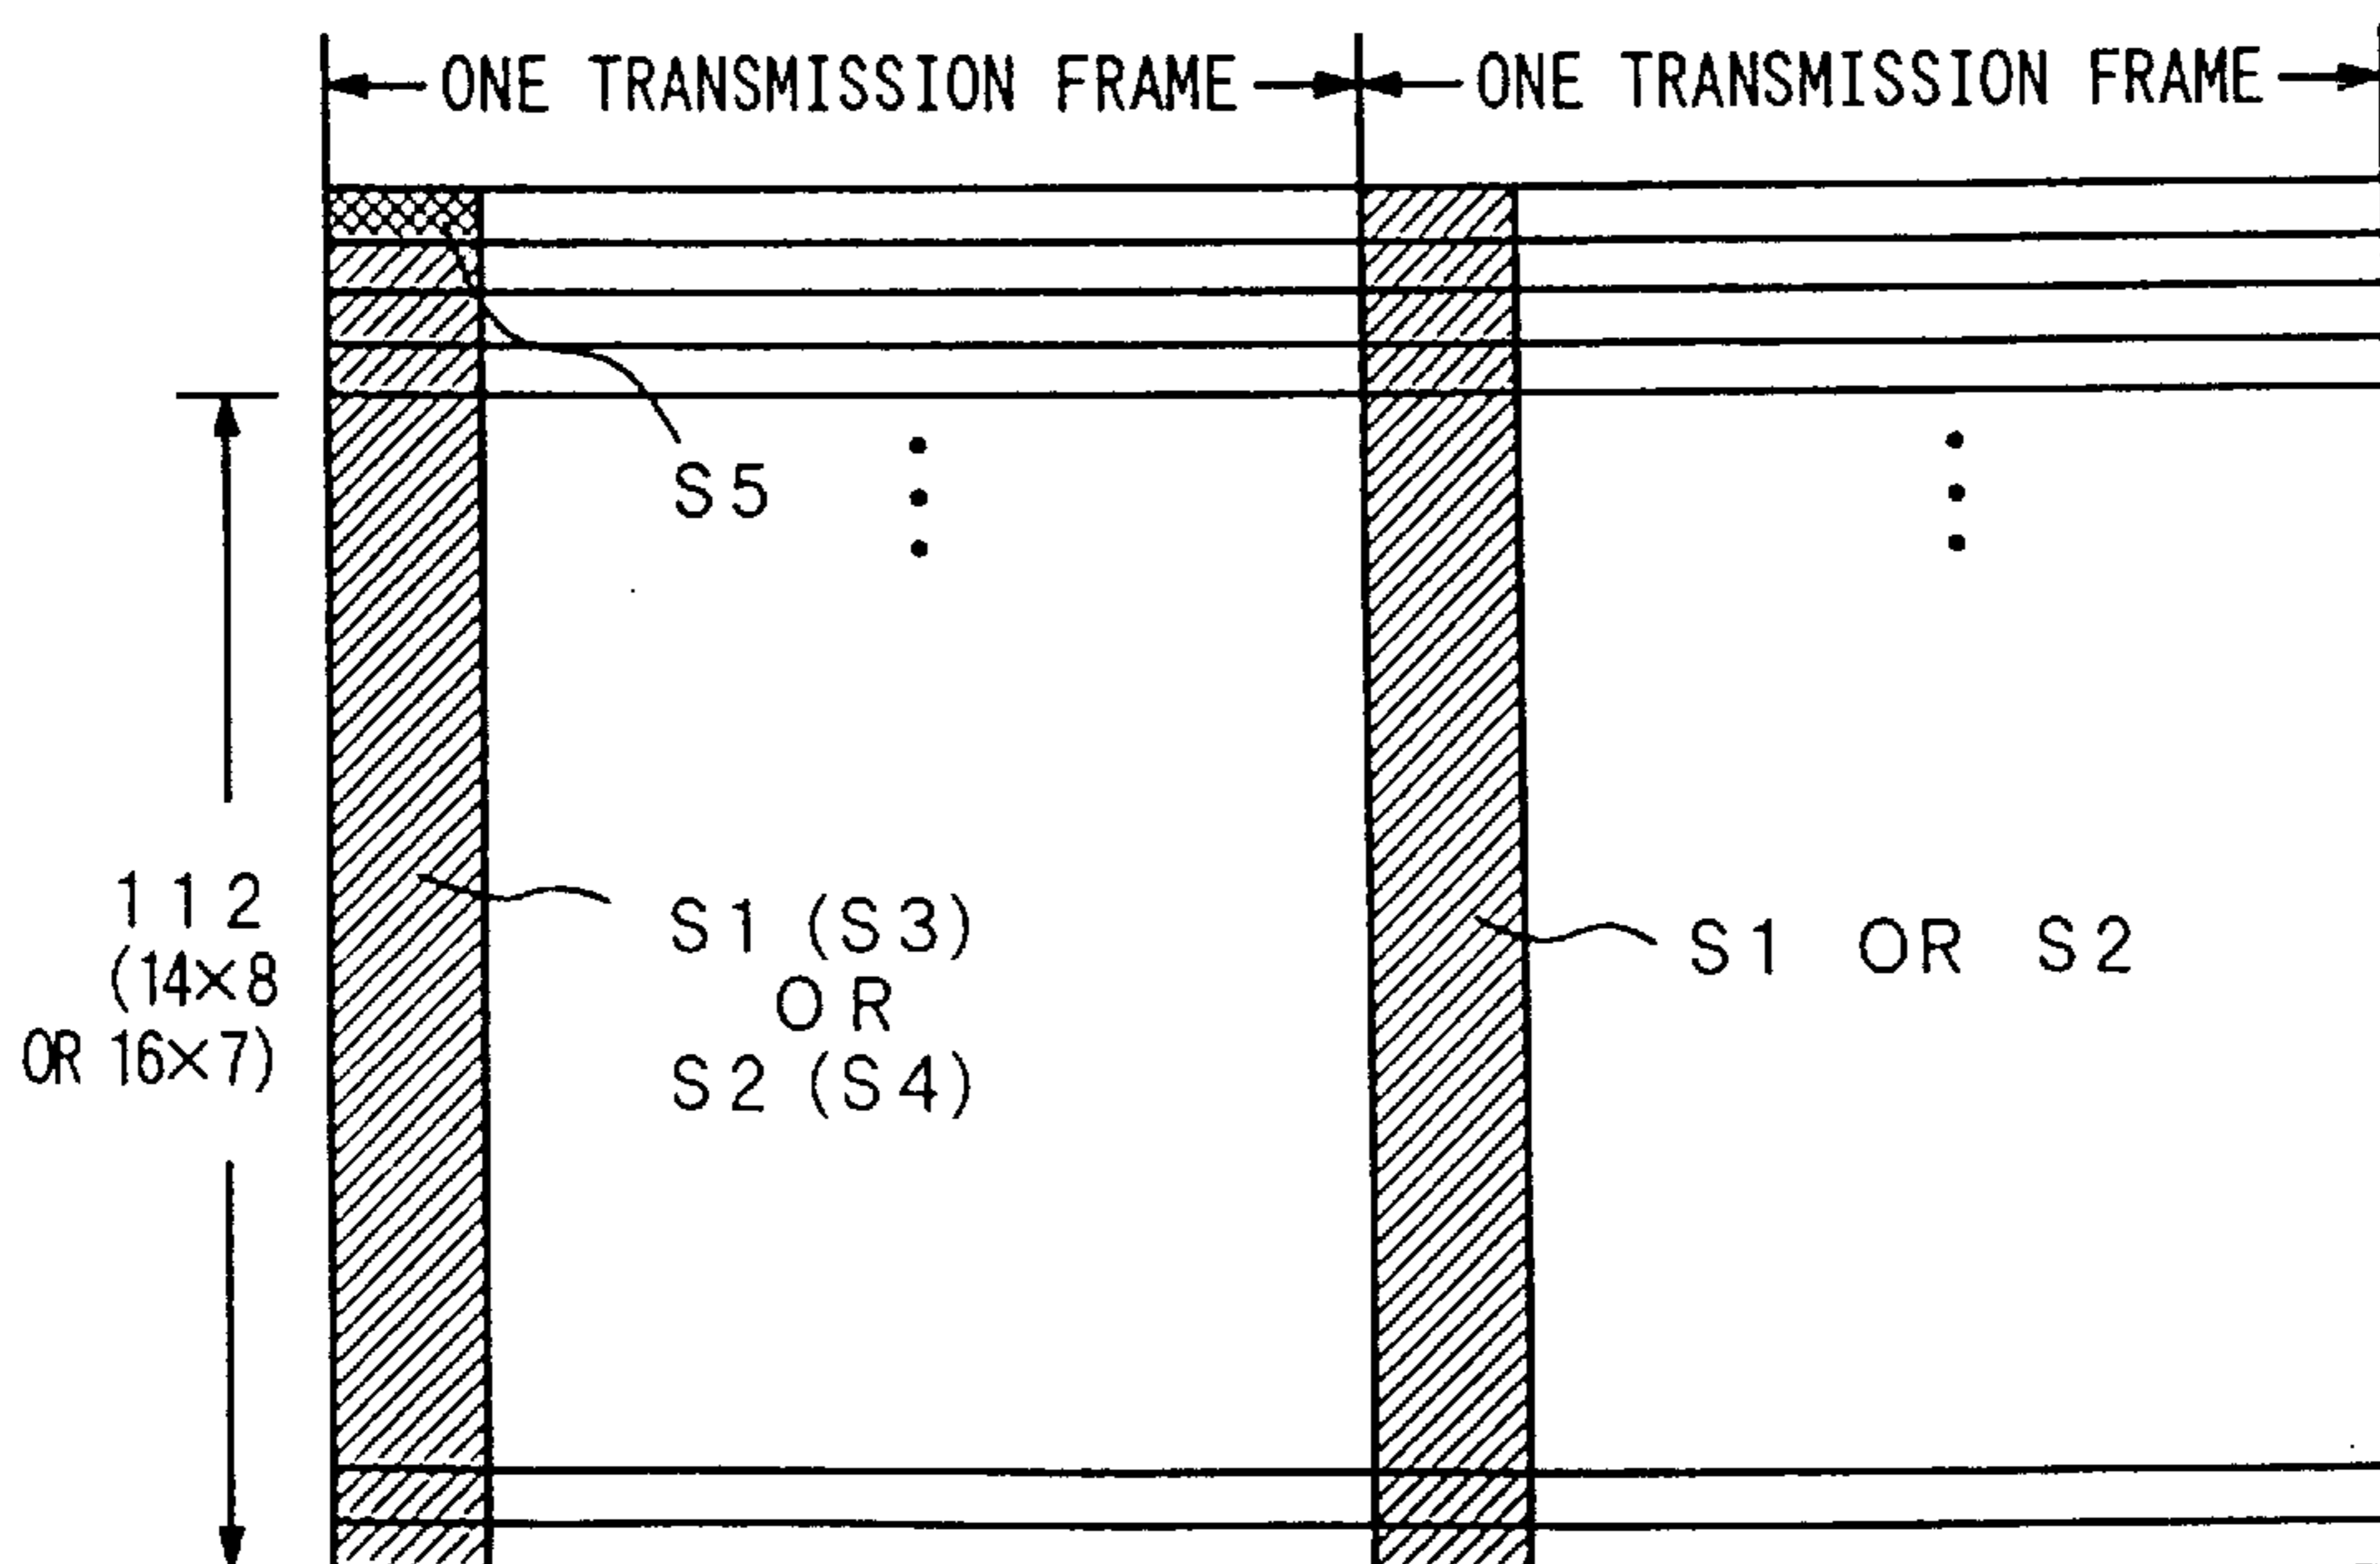 ONE TRANSMISSION FRAME
ONE TRANSMISSION FRAME
S5
112
(14×8
OR 16×7)
S1 (S3)
OR
S2 (S4)
S1 OR S2